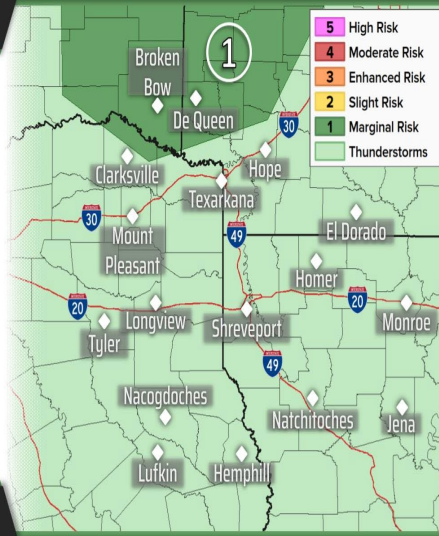 5 High Risk
4 Moderate Risk
3 Enhanced Risk
2 Slight Risk
1 Marginal Risk
Thunderstorms
1
Broken
Bow
De Queen
30
Clarksville
Hope
Texarkana
30
Mount
Pleasant
49
El Dorado
Homer
20
Longview
Shreveport
20
Monroe
Tyler
49
Nacogdoches
Natchitoches
Jena
Lufkin
Hemphill